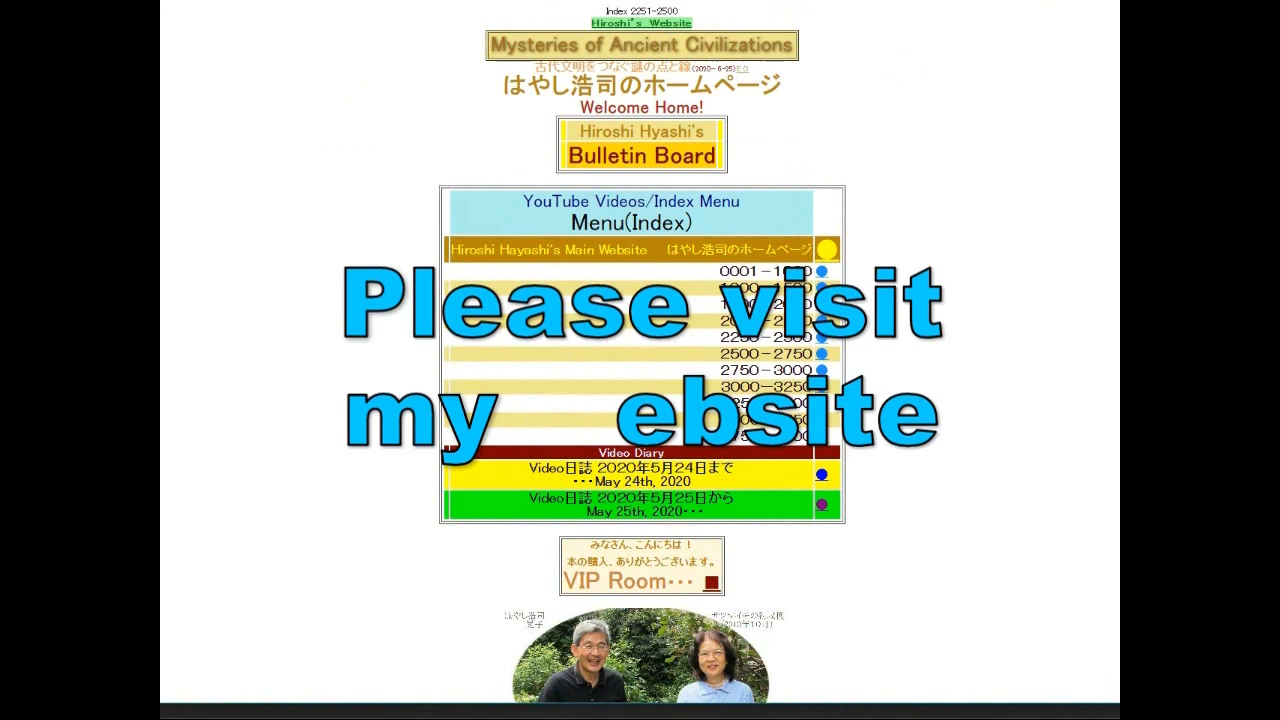 Index 2251-2500
Hiroshi's Website
Mysteries of Ancient Civilizations
古代文明をつなぐ謎の点と線(2020-6-25)
はやし浩司のホームページ
Welcome Home!
Hiroshi Hyashi's
Bulletin Board
YouTube Videos/Index Menu
Menu(Index)
Hiroshi Hayashi's Main Website はやし浩司のホームページ
Please visit
2500-2750
2750-3000
3000-3250
my ebsite
Video Diary
Video日誌 2020年5月24日まで
・・・May 24th, 2020
Video日誌 2020年5月25日から
May 25th, 2020・・・
みなさん、こんにちは!
本の購入、ありがとうございます。
VIP Room・・・
はやし浩司